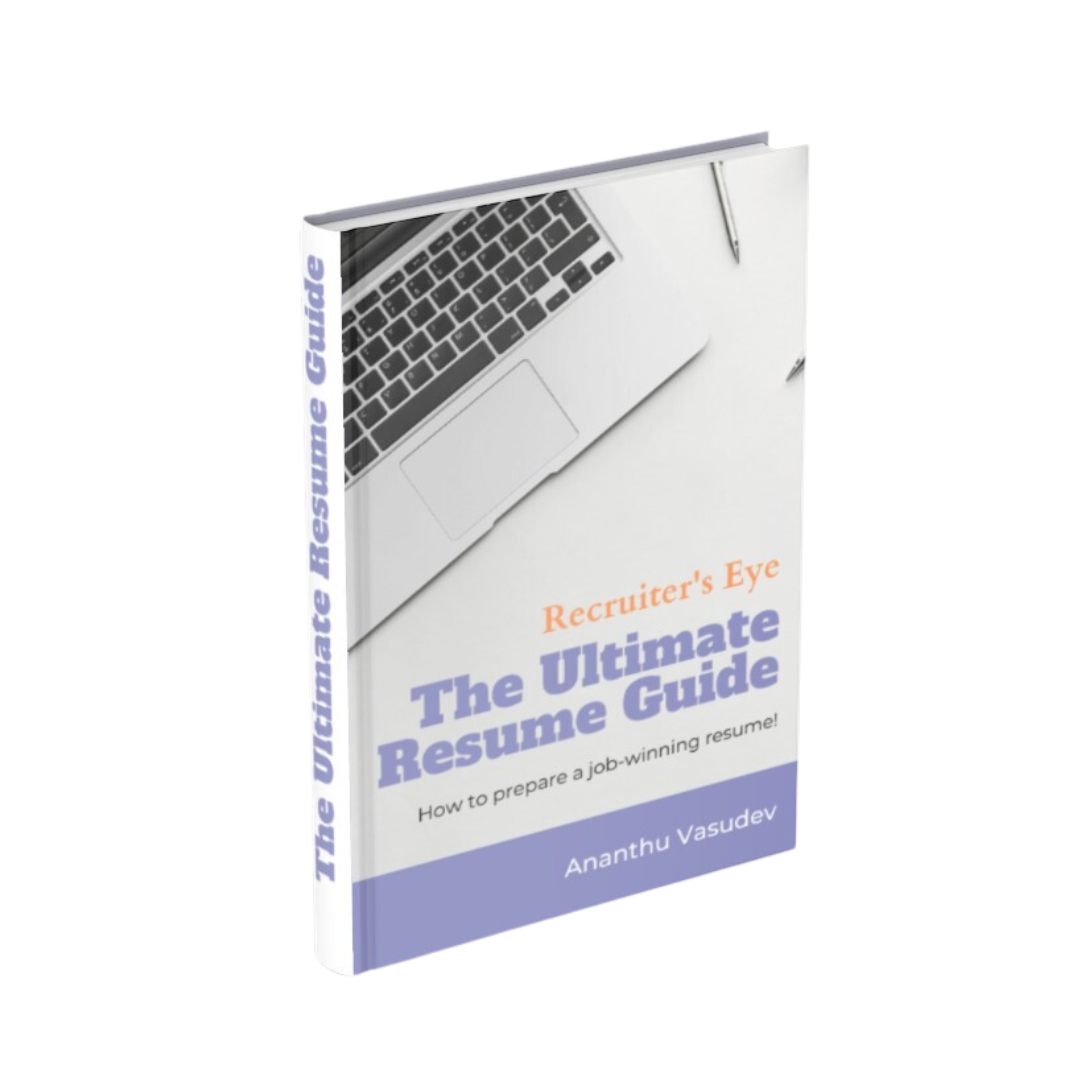 The Ultimate Resume Guide
Recruiter's Eye
The Ultimate
Resume Guide
How to prepare a job-winning resume!
Ananthu Vasudev